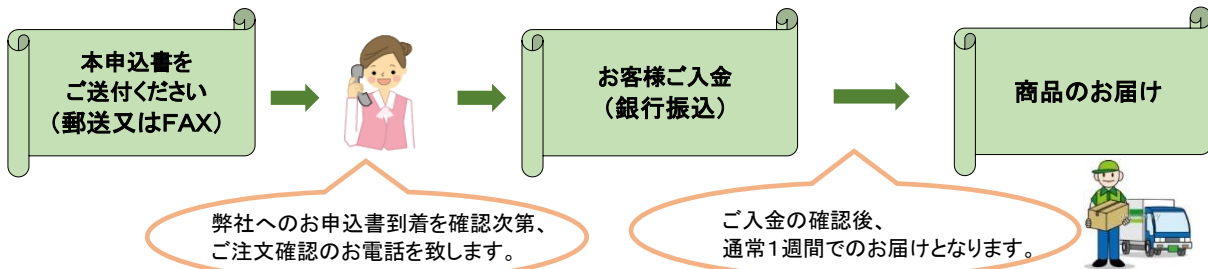 本申込書を
ご送付ください
（郵送又はFAX）
お客様ご入金
（銀行振込）
商品のお届け
弊社へのお申込書到着を確認次第、
ご注文確認のお電話を致します。
ご入金の確認後、
通常1週間でのお届けとなります。